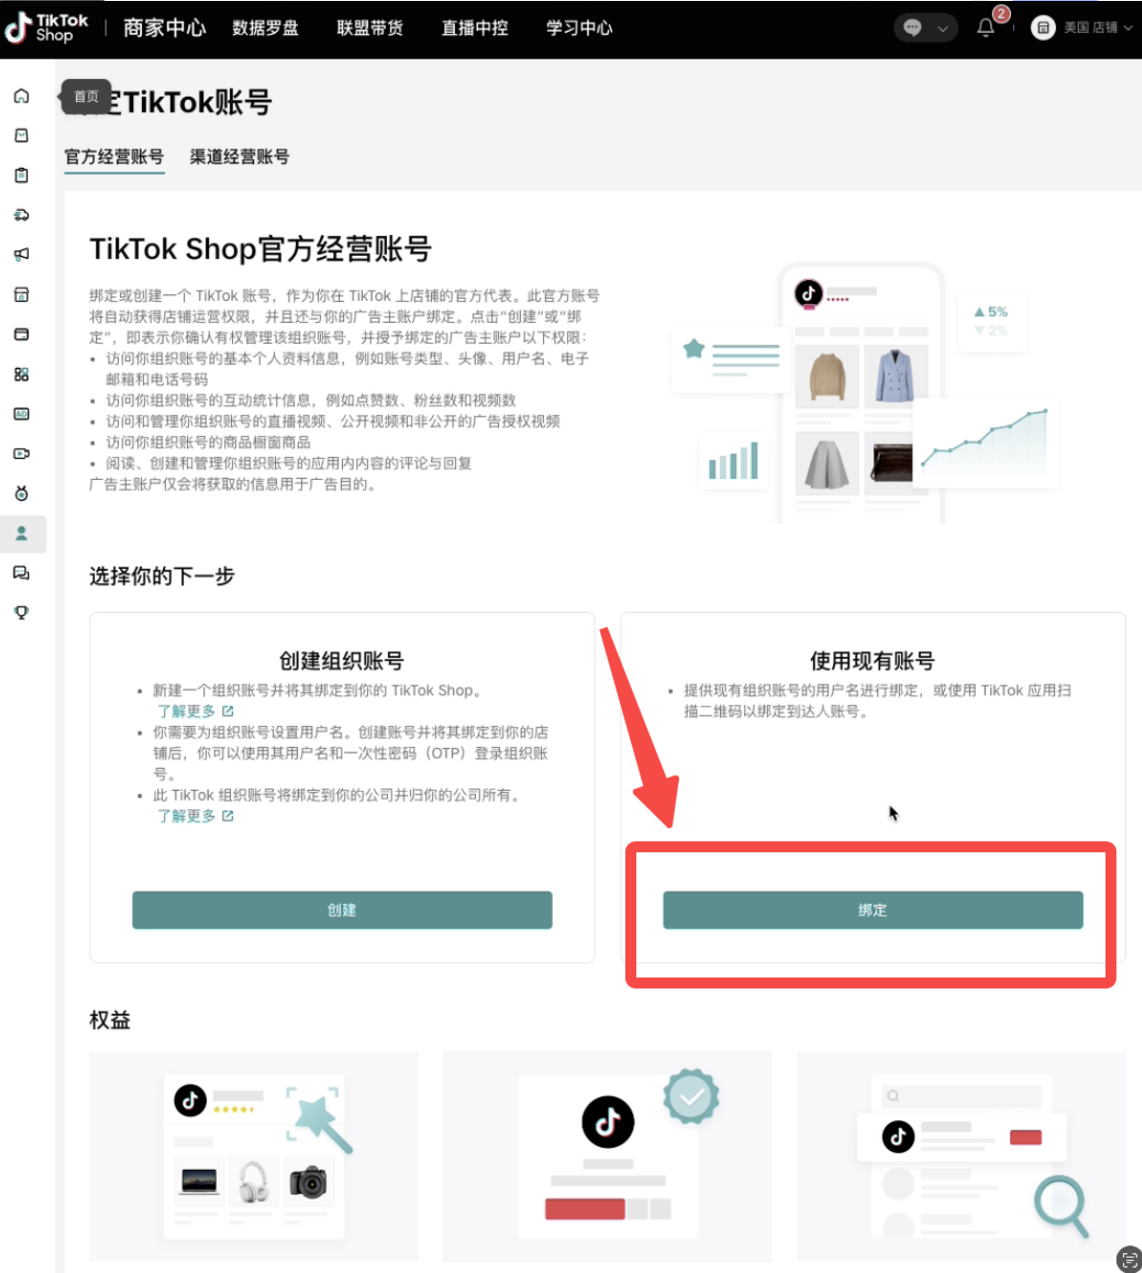 TikTok Shop
商家中心
数据罗盘
联盟带货
直播中控
学习中心
2
美国 店铺
首页
定TikTok账号
官方经营账号
渠道经营账号
TikTok Shop官方经营账号
绑定或创建一个 TikTok 账号，作为你在 TikTok 上店铺的官方代表。此官方账号
将自动获得店铺运营权限，并且还与你的广告主账户绑定。点击“创建”或“绑
定”，即表示你确认有权管理该组织账号，并授予绑定的广告主账户以下权限：
• 访问你组织账号的基本个人资料信息，例如账号类型、头像、用户名、电子
邮箱和电话号码
• 访问你组织账号的互动统计信息，例如点赞数、粉丝数和视频数
• 访问和管理你组织账号的直播视频、公开视频和非公开的广告授权视频
• 访问你组织账号的商品橱窗商品
• 阅读、创建和管理你组织账号的应用内内容的评论与回复
广告主账户仅会将获取的信息用于广告目的。
▲5%
▼2%
AD
选择你的下一步
创建组织账号
• 新建一个组织账号并将其绑定到你的 TikTok Shop。
了解更多
• 你需要为组织账号设置用户名。创建账号并将其绑定到你的店
铺后，你可以使用其用户名和一次性密码（OTP）登录组织账
号。
• 此 TikTok 组织账号将绑定到你的公司并归你的公司所有。
了解更多
创建
使用现有账号
• 提供现有组织账号的用户名进行绑定，或使用 TikTok 应用扫
描二维码以绑定到达人账号。
绑定
权益